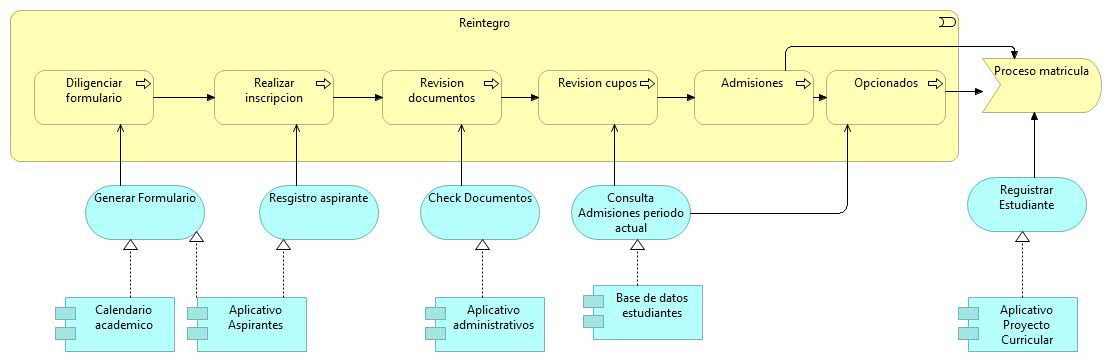 Reintegro
Diligenciar
formulario
Realizar
inscripcion
Revision
documentos
Revision cupos
Admisiones
Opcionados
Proceso matricula
Generar Formulario
Resgistro aspirante
Check Documentos
Consulta
Admisiones periodo
actual
Reguistrar
Estudiante
Calendario
academico
Aplicativo
Aspirantes
Aplicativo
administrativos
Base de datos
estudiantes
Aplicativo
Proyecto
Curricular